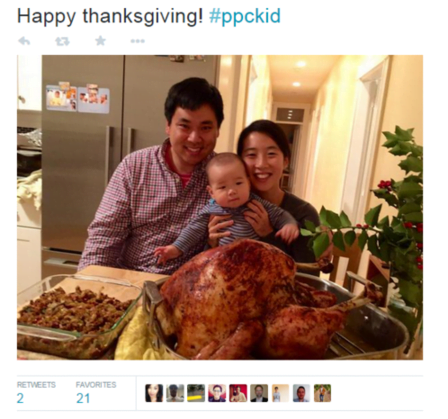 Happy thanksgiving! #ppckid
RETWEETS
FAVORITES
2
21